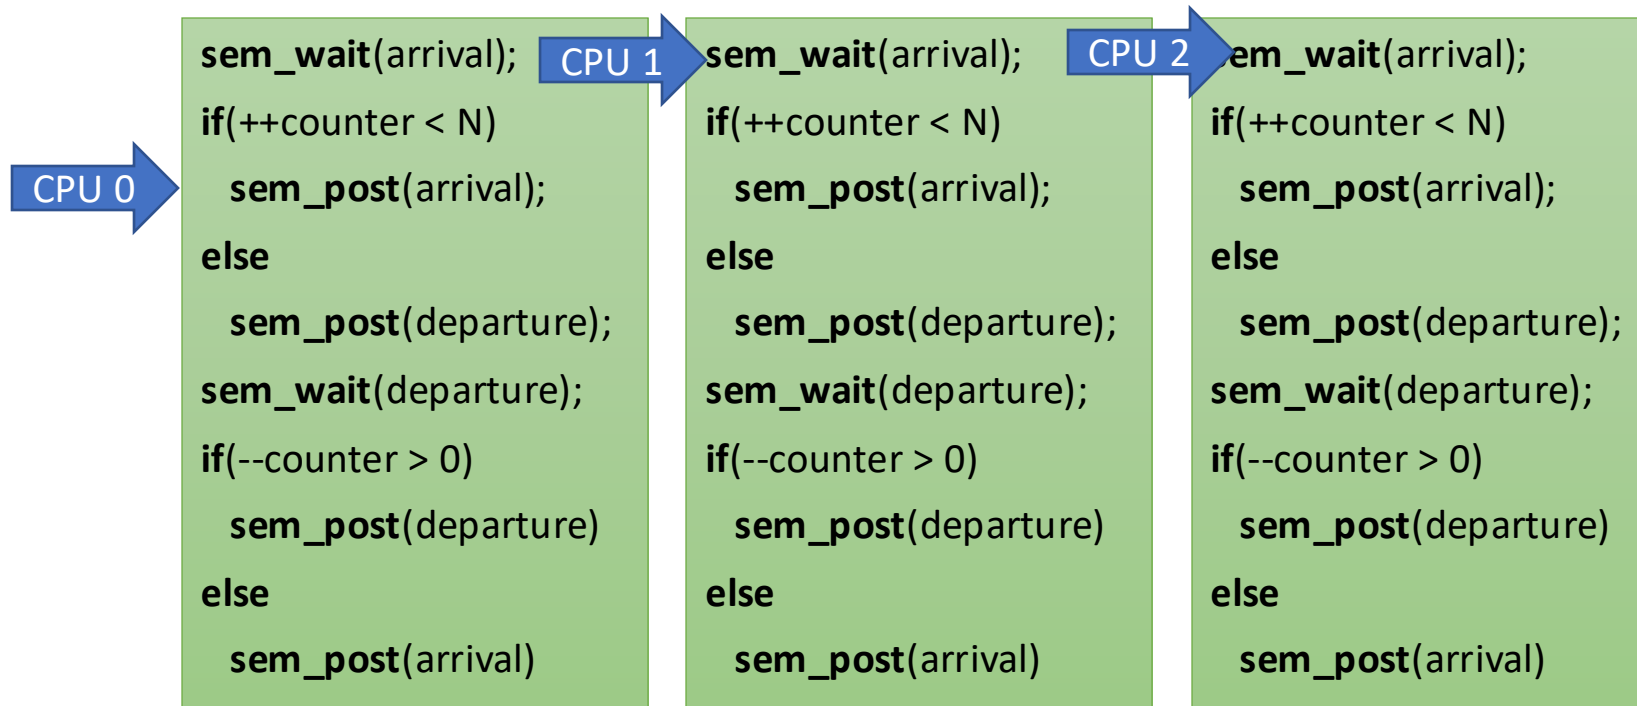 CPU 0
sem_wait(arrival);
if(++counter < N)
sem_post(arrival);
else
sem_post(departure);
sem_wait(departure);
if(--counter > 0)
sem_post(departure)
else
sem_post(arrival)
CPU 1
sem_wait(arrival);
if(++counter < N)
sem_post(arrival);
else
sem_post(departure);
sem_wait(departure);
if(--counter > 0)
sem_post(departure)
else
sem_post(arrival)
CPU 2
sem_wait(arrival);
if(++counter < N)
sem_post(arrival);
else
sem_post(departure);
sem_wait(departure);
if(--counter > 0)
sem_post(departure)
else
sem_post(arrival)